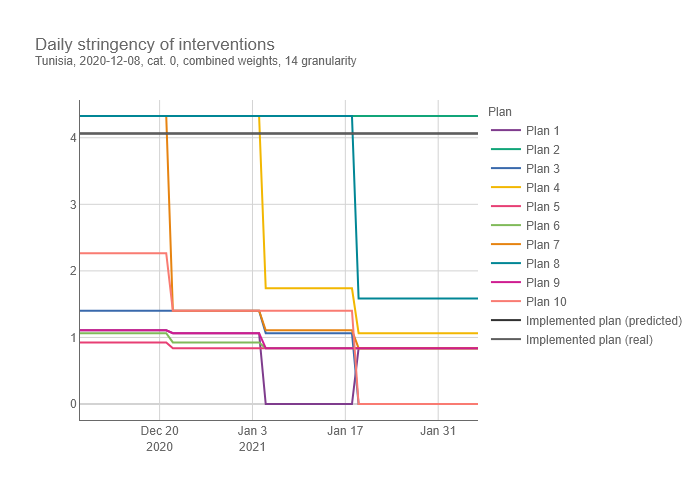 Daily stringency of interventions
Tunisia, 2020-12-08, cat. 0, combined weights, 14 granularity
Plan
Plan 1
Plan 2
Plan 3
Plan 4
Plan 5
Plan 6
Plan 7
Plan 8
Plan 9
Plan 10
Implemented plan (predicted)
Implemented plan (real)
4
3
2
1
0
Dec 20
2020
Jan 3
2021
Jan 17
Jan 31